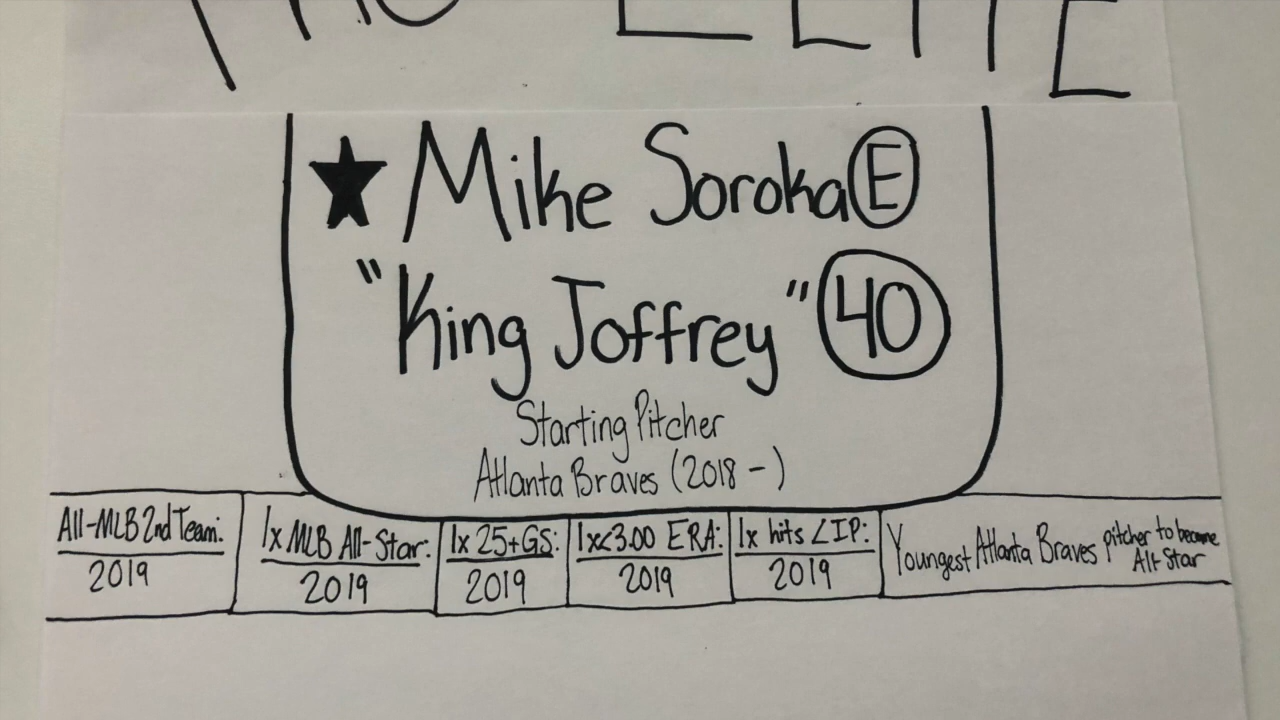 THE ELITE
★ Mike Soroka Ⓔ
"King Joffrey" 40
Starting Pitcher
Atlanta Braves (2018 - )
All-MLB 2nd Team:
2019
1x MLB All-Star:
2019
1x 25+GS:
2019
1x<3.00 ERA:
2019
1x hits < IP:
2019
Youngest Atlanta Braves pitcher to become
All-Star